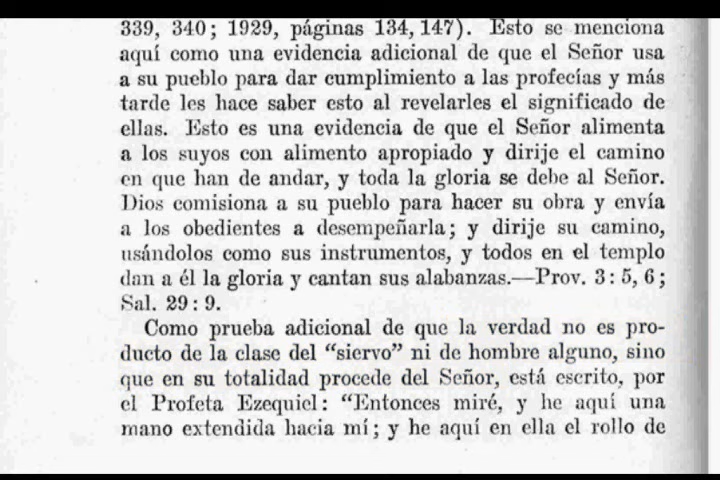 339, 340; 1929, páginas 134, 147). Esto se menciona
aquí como una evidencia adicional de que el Señor usa
a su pueblo para dar cumplimiento a las profecías y más
tarde les hace saber esto al revelarles el significado de
ellas. Esto es una evidencia de que el Señor alimenta
a los suyos con alimento apropiado y dirije el camino
en que han de andar, y toda la gloria se debe al Señor.
Dios comisiona a su pueblo para hacer su obra y envía
a los obedientes a desempeñarla; y dirije su camino,
usándolos como sus instrumentos, y todos en el templo
dan a él la gloria y cantan sus alabanzas.—Prov. 3: 5, 6;
Sal. 29: 9.
Como prueba adicional de que la verdad no es pro-
ducto de la clase del “siervo” ni de hombre alguno, sino
que en su totalidad procede del Señor, está escrito, por
el Profeta Ezequiel: “Entonces miré, y he aquí una
mano extendida hacia mí; y he aquí en ella el rollo de